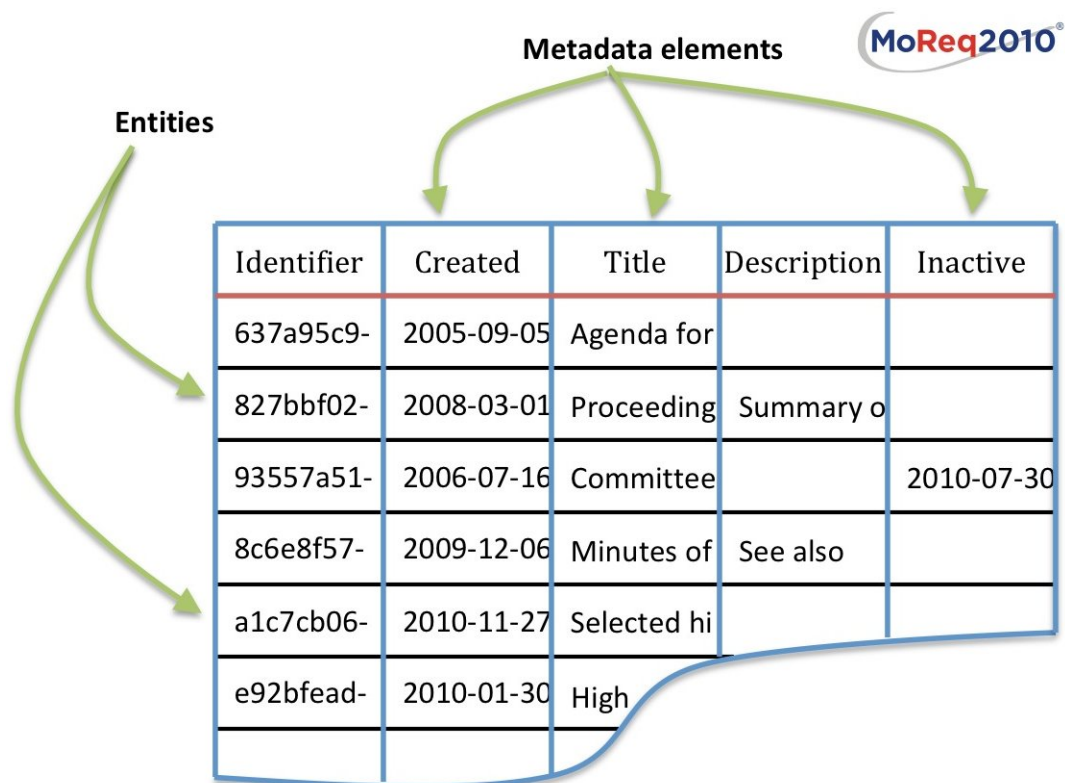 Metadata elements
MoReq2010®
Entities
Identifier Created Title Description Inactive
637a95c9- 2005-09-05 Agenda for
827bbf02- 2008-03-01 Proceeding Summary o
93557a51- 2006-07-16 Committee 2010-07-30
8c6e8f57- 2009-12-06 Minutes of See also
a1c7cb06- 2010-11-27 Selected hi
e92bfead- 2010-01-30 High